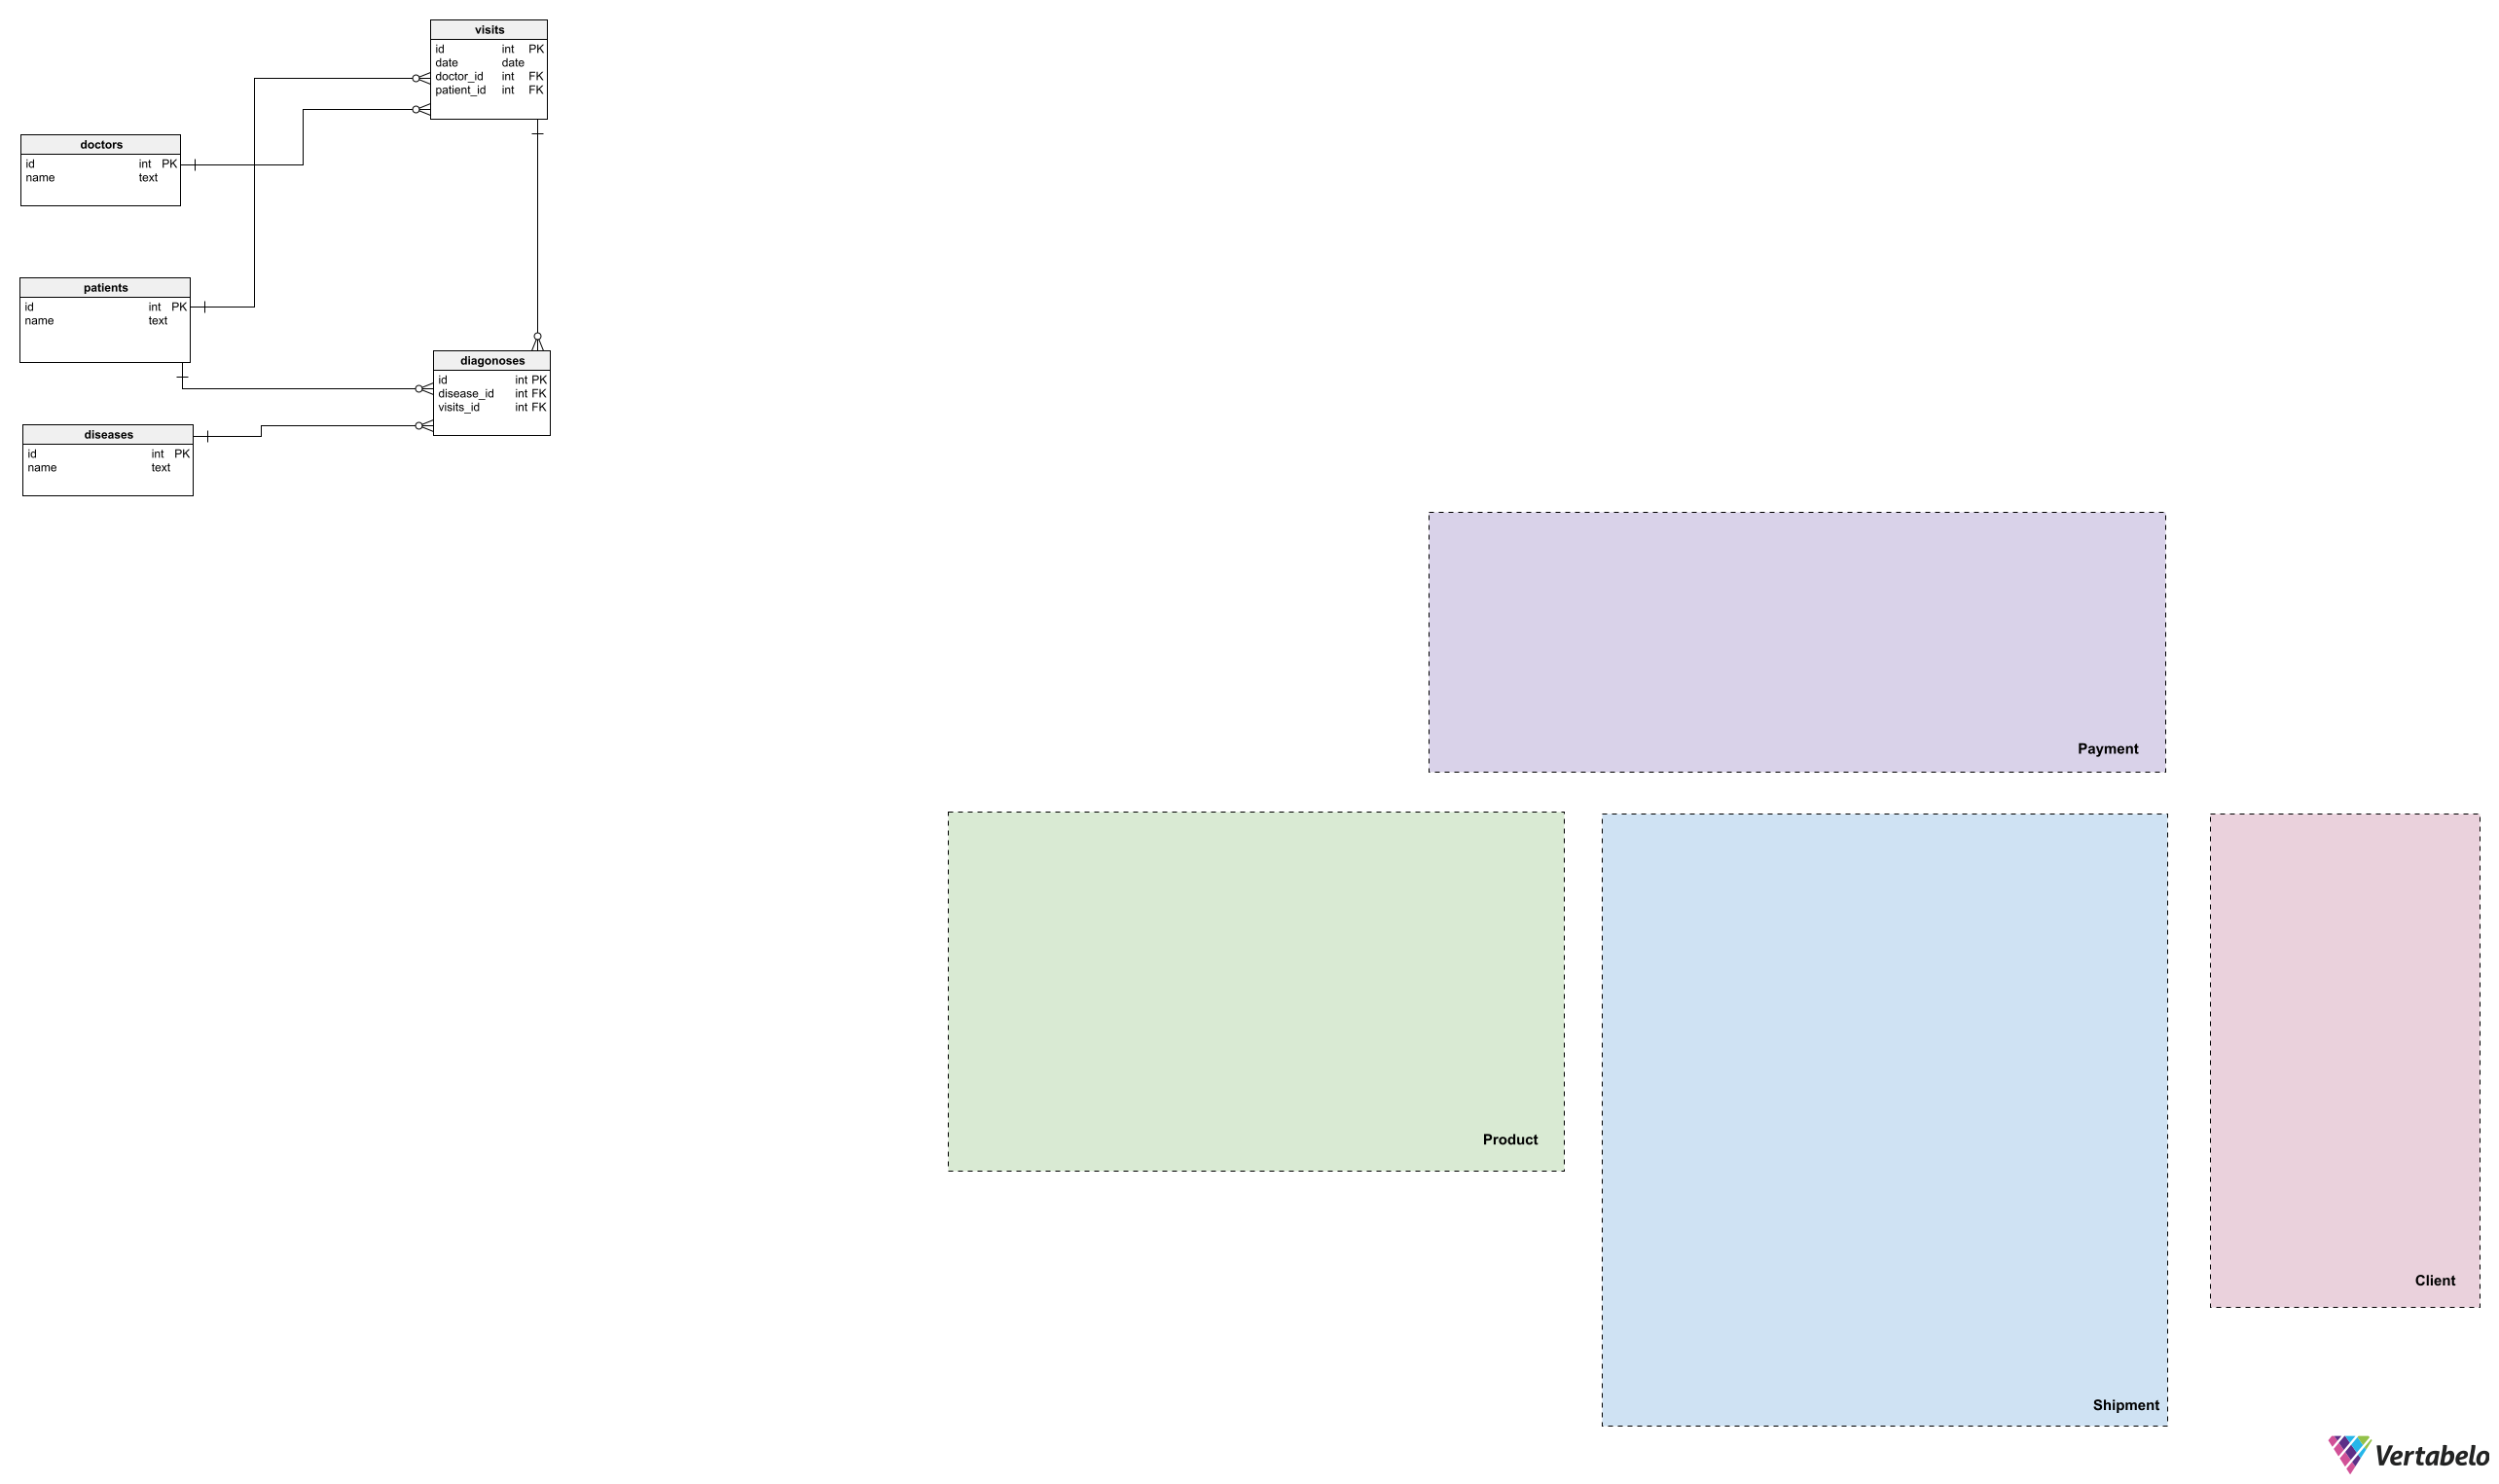 visits
id int PK
date date
doctor_id int FK
patient_id int FK
doctors
id int PK
name text
patients
id int PK
name text
diagonoses
id int PK
disease_id int FK
visits_id int FK
diseases
id int PK
name text
Payment
Product
Client
Shipment
Vertabelo